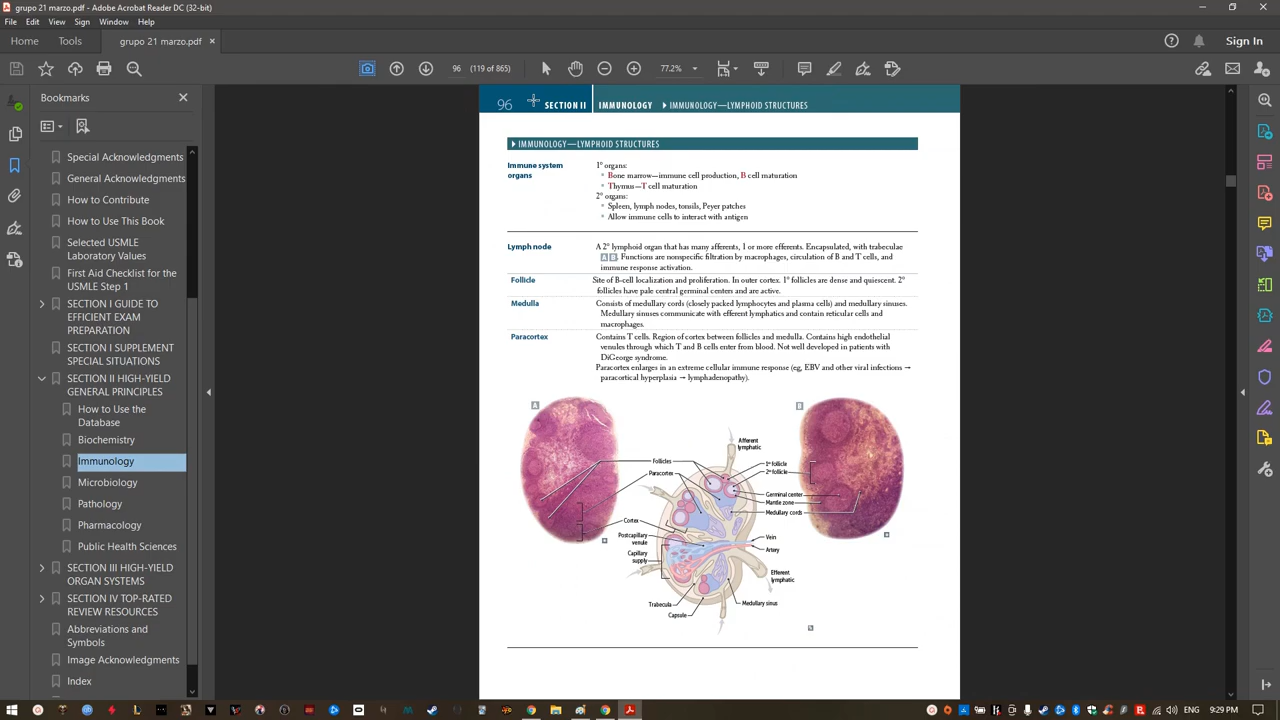 grupo 21 marzo.pdf - Adobe Acrobat Reader DC (32-bit)
File Edit View Sign Window Help
Home Tools grupo 21 marzo.pdf
Sign In
96 (119 of 865)
77.2%
Bookmarks
Special Acknowledgments
General Acknowledgments
How to Contribute
How to Use This Book
Selected USMLE
Laboratory Values
First Aid Checklist for the
USMLE Step 1
SECTION I GUIDE TO
EFFICIENT EXAM
PREPARATION
SECTION I SUPPLEMENT
SPECIAL SITUATIONS
SECTION II HIGH-YIELD
GENERAL PRINCIPLES
How to Use the
Database
Biochemistry
Immunology
Microbiology
Pathology
Pharmacology
Public Health Sciences
SECTION III HIGH-YIELD
ORGAN SYSTEMS
SECTION IV TOP-RATED
REVIEW RESOURCES
Abbreviations and
Symbols
Image Acknowledgments
Index
96 SECTION II IMMUNOLOGY IMMUNOLOGY—LYMPHOID STRUCTURES
IMMUNOLOGY—LYMPHOID STRUCTURES
Immune system
organs
1° organs:
Bone marrow—immune cell production, B cell maturation
Thymus—T cell maturation
2° organs:
Spleen, lymph nodes, tonsils, Peyer patches
Allow immune cells to interact with antigen
Lymph node
A 2° lymphoid organ that has many afferents, 1 or more efferents. Encapsulated, with trabeculae
A B. Functions are nonspecific filtration by macrophages, circulation of B and T cells, and
immune response activation.
Follicle
Site of B-cell localization and proliferation. In outer cortex. 1° follicles are dense and quiescent. 2°
follicles have pale central germinal centers and are active.
Medulla
Consists of medullary cords (closely packed lymphocytes and plasma cells) and medullary sinuses.
Medullary sinuses communicate with efferent lymphatics and contain reticular cells and
macrophages.
Paracortex
Contains T cells. Region of cortex between follicles and medulla. Contains high endothelial
venules through which T and B cells enter from blood. Not well developed in patients with
DiGeorge syndrome.
Paracortex enlarges in an extreme cellular immune response (eg, EBV and other viral infections →
paracortical hyperplasia → lymphadenopathy).
A
B
Afferent
lymphatic
Follicles
Paracortex
1° follicle
2° follicle
Germinal center
Mantle zone
Medullary cords
Cortex
Postcapillary
venule
Capillary
supply
Vein
Artery
Efferent
lymphatic
Trabecula
Capsule
Medullary sinus